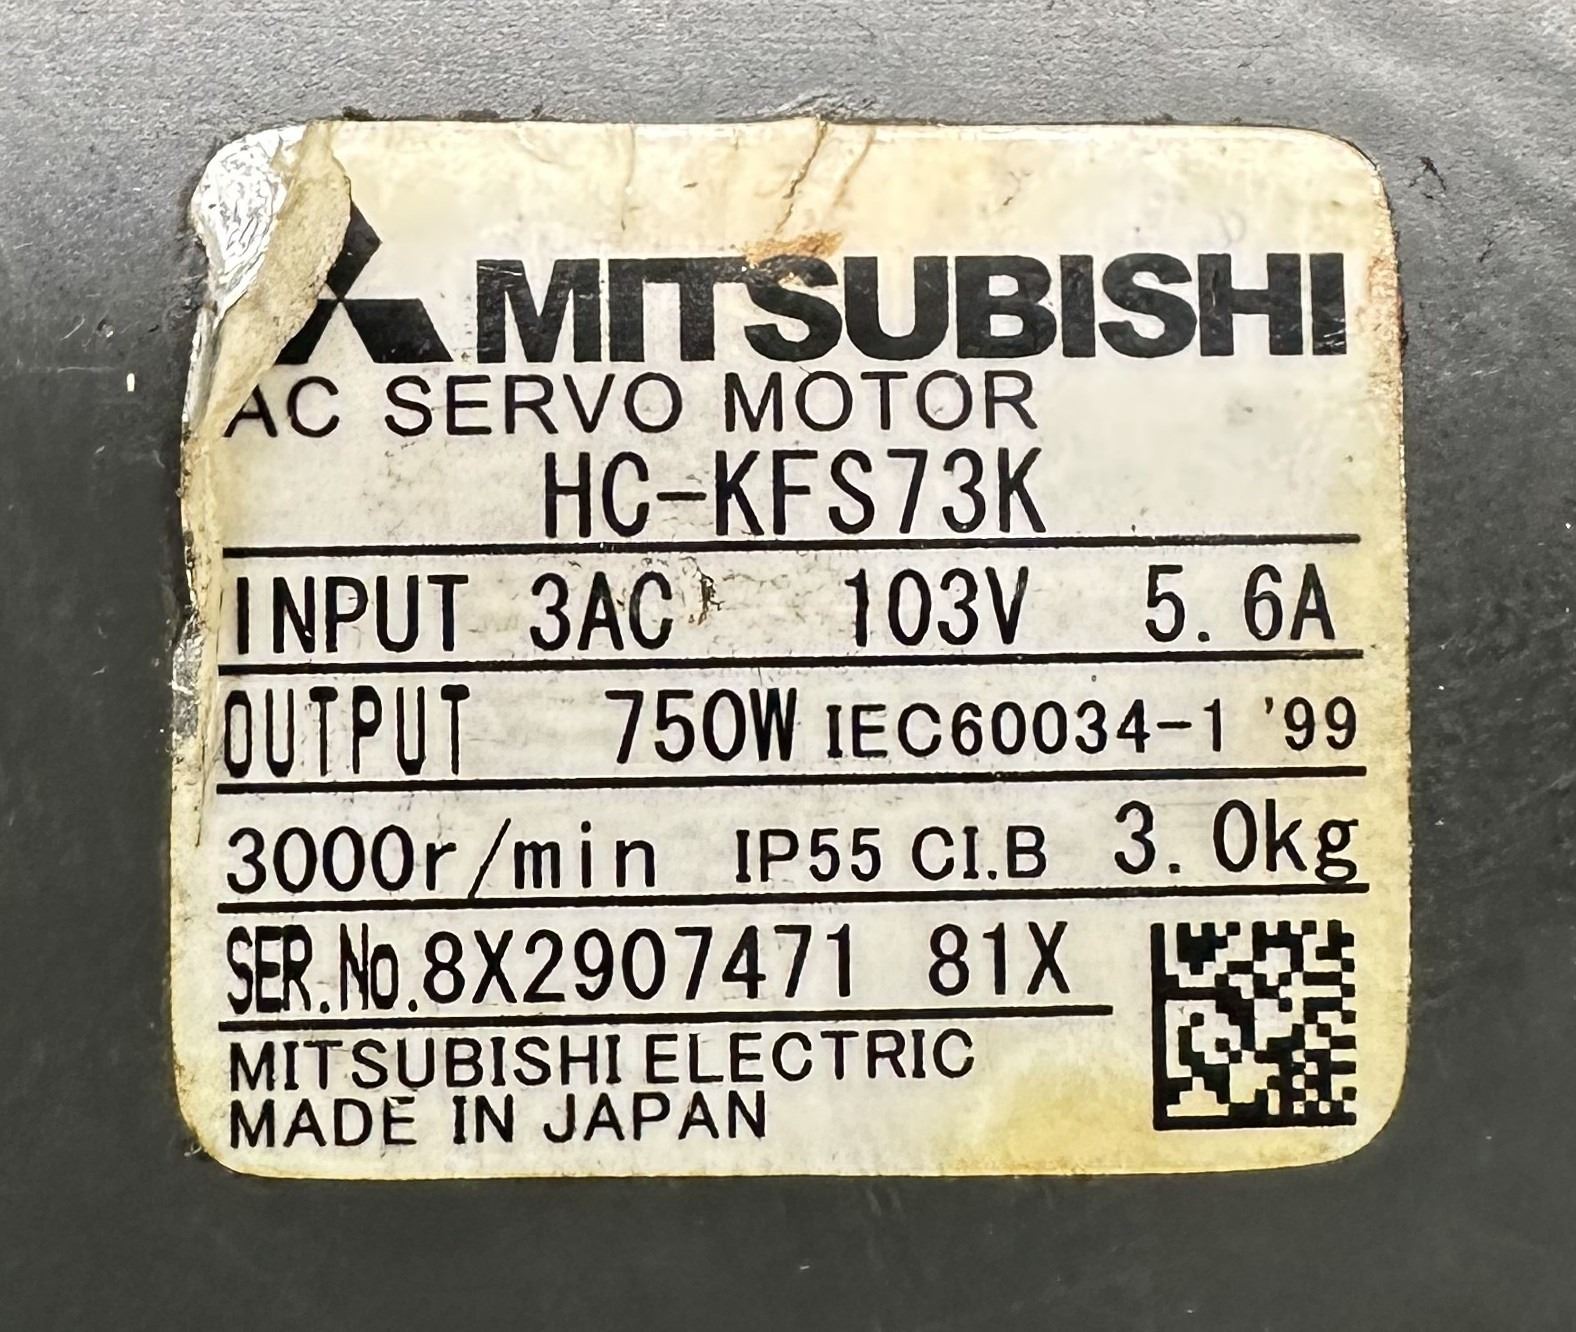 MITSUBISHI
AC SERVO MOTOR
HC-KFS73K
INPUT 3AC 103V 5.6A
OUTPUT 750W IEC60034-1 '99
3000r/min IP55 CI.B 3.0kg
SER.No.8X2907471 81X
MITSUBISHI ELECTRIC
MADE IN JAPAN